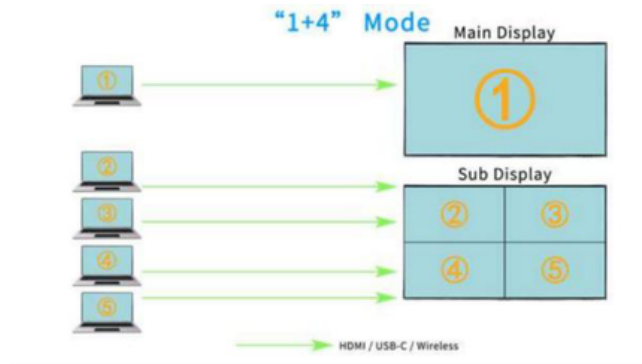 “1+4” Mode
Main Display
①
①
②
Sub Display
③
② ③
④
④ ⑤
⑤
HDMI / USB-C / Wireless